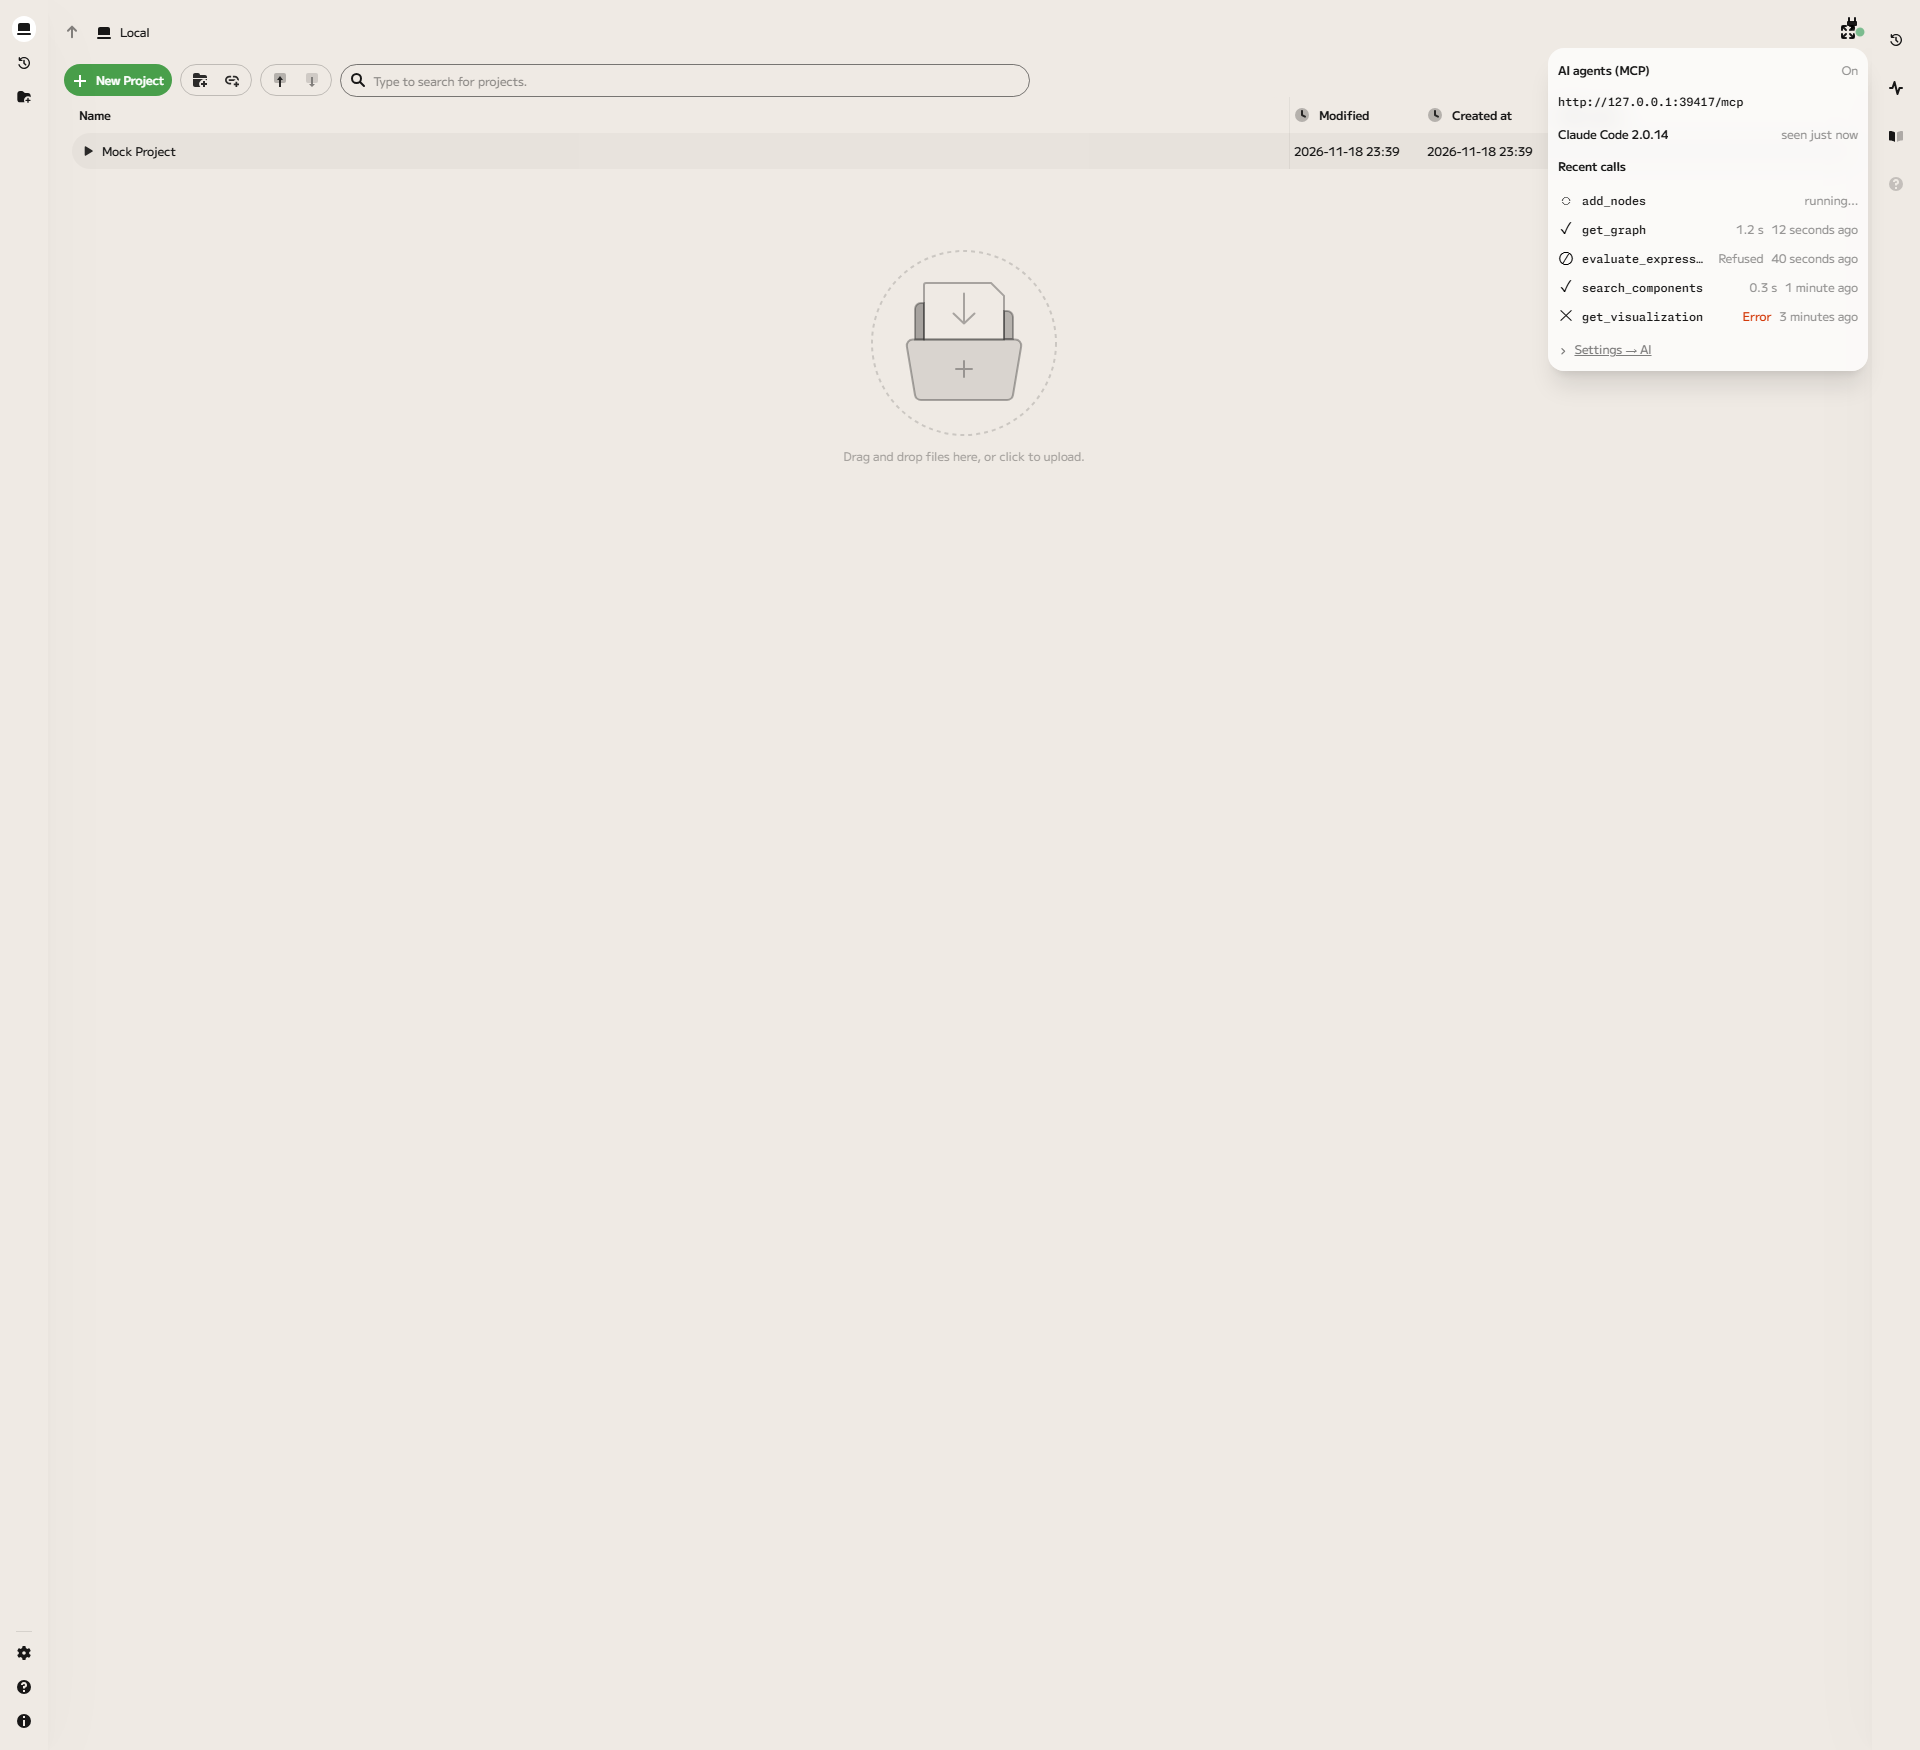 Local
New Project
Type to search for projects.
Name Modified Created at
Mock Project 2026-11-18 23:39 2026-11-18 23:39
Drag and drop files here, or click to upload.
AI agents (MCP) On
http://127.0.0.1:39417/mcp
Claude Code 2.0.14 seen just now
Recent calls
add_nodes running...
get_graph 1.2 s 12 seconds ago
evaluate_express… Refused 40 seconds ago
search_components 0.3 s 1 minute ago
get_visualization Error 3 minutes ago
Settings → AI